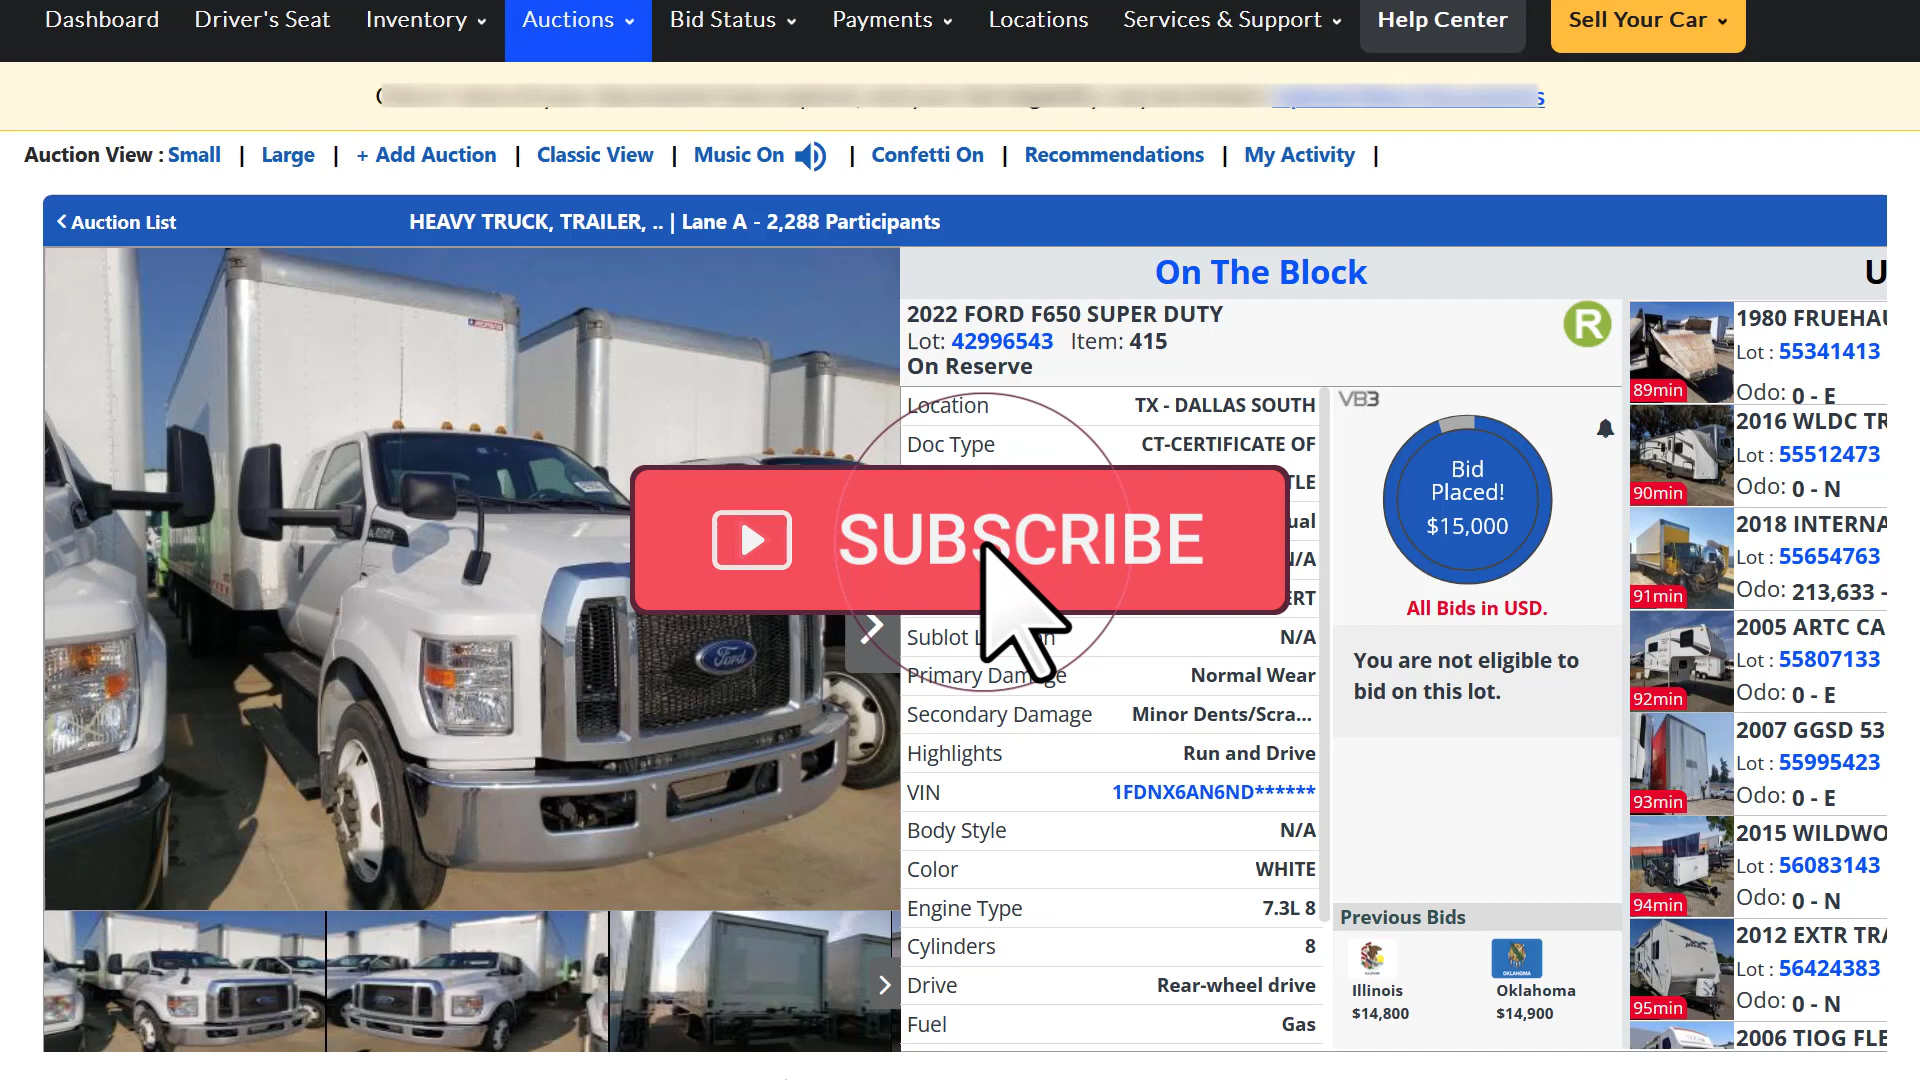 Dashboard
Driver's Seat
Inventory
Auctions
Bid Status
Payments
Locations
Services & Support
Help Center
Sell Your Car
Auction View : Small | Large | + Add Auction | Classic View | Music On | Confetti On | Recommendations | My Activity |
Auction List
HEAVY TRUCK, TRAILER, .. | Lane A - 2,288 Participants
On The Block
2022 FORD F650 SUPER DUTY
Lot: 42996543 Item: 415
On Reserve
Location TX - DALLAS SOUTH
Doc Type CT-CERTIFICATE OF
TLE
ual
/A
ERT
SUBSCRIBE
Sublot L n N/A
Primary Damage Normal Wear
Secondary Damage Minor Dents/Scra...
Highlights Run and Drive
VIN 1FDNX6AN6ND******
Body Style N/A
Color WHITE
Engine Type 7.3L 8
Cylinders 8
Drive Rear-wheel drive
Fuel Gas
VB3
Bid
Placed!
$15,000
All Bids in USD.
You are not eligible to
bid on this lot.
Previous Bids
OKLAHOMA
Illinois
$14,800
Oklahoma
$14,900
R
Ford
U
1980 FRUEHAU
Lot : 55341413
Odo: 0 - E
89min
2016 WLDC TR
Lot : 55512473
Odo: 0 - N
90min
2018 INTERNA
Lot : 55654763
Odo: 213,633 -
91min
2005 ARTC CA
Lot : 55807133
Odo: 0 - E
92min
2007 GGSD 53
Lot : 55995423
Odo: 0 - E
93min
2015 WILDWO
Lot : 56083143
Odo: 0 - N
94min
2012 EXTR TRA
Lot : 56424383
Odo: 0 - N
95min
2006 TIOG FLE